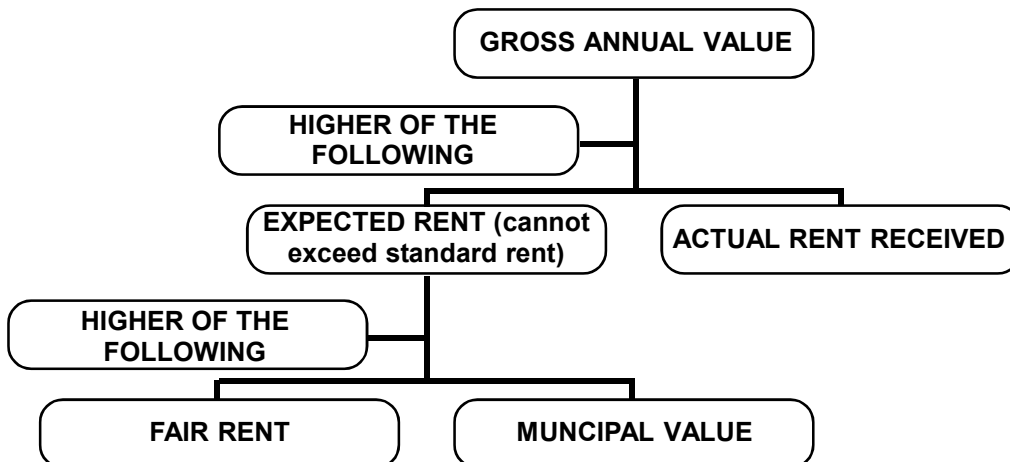 GROSS ANNUAL VALUE
HIGHER OF THE
FOLLOWING
EXPECTED RENT (cannot
exceed standard rent)
ACTUAL RENT RECEIVED
HIGHER OF THE
FOLLOWING
FAIR RENT
MUNCIPAL VALUE